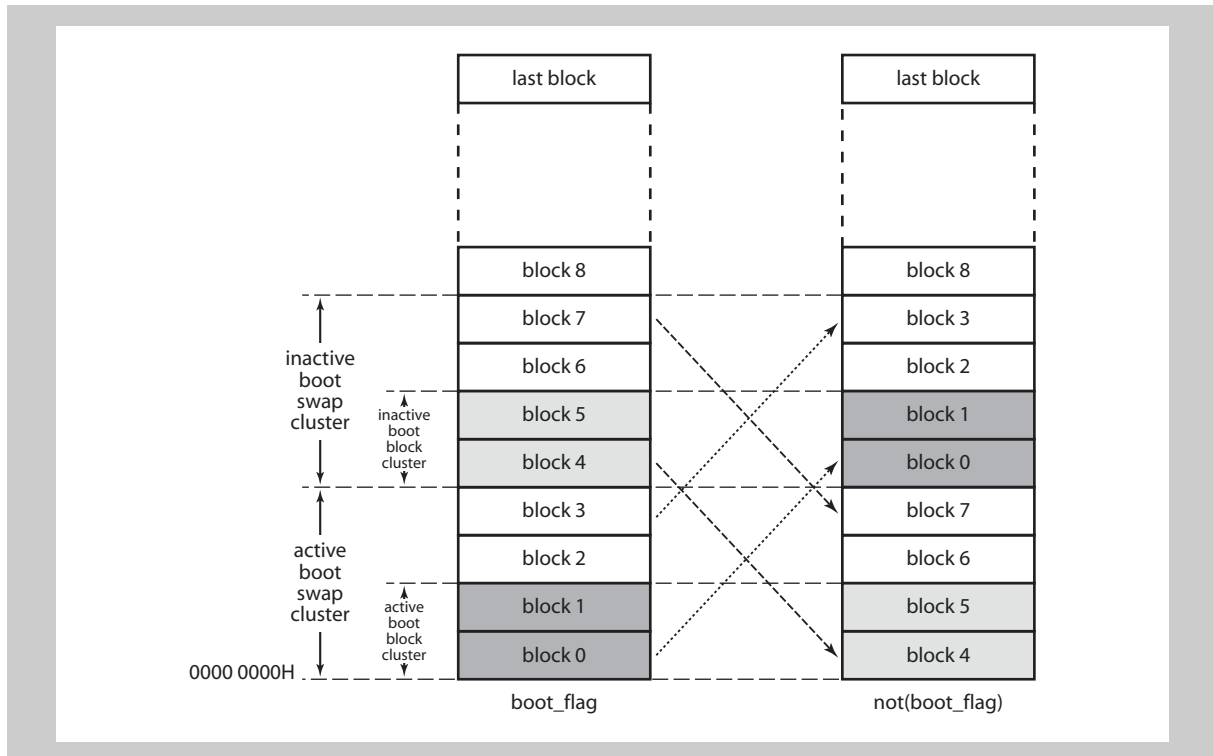 last block
last block
block 8
block 8
block 7
block 3
inactive
boot
swap
cluster
block 6
block 2
inactive
boot
block
cluster
block 5
block 1
block 4
block 0
block 3
block 7
active
boot
swap
cluster
block 2
block 6
active
boot
block
cluster
block 1
block 5
block 0
block 4
0000 0000H
boot_flag
not(boot_flag)